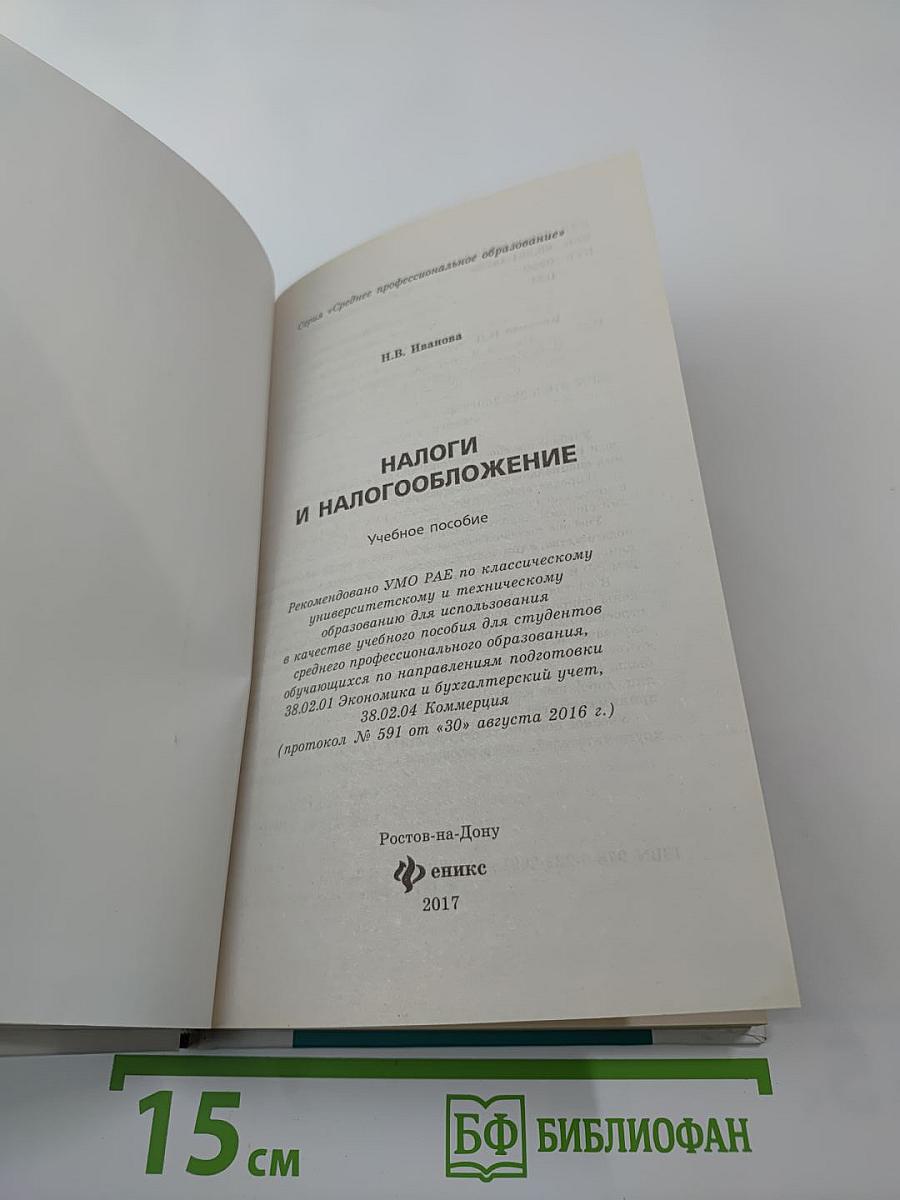 Серия «Среднее профессиональное образование»
Н.В. Иванова
НАЛОГИ
И НАЛОГООБЛОЖЕНИЕ
Учебное пособие
Рекомендовано УМО РАЕ по классическому
университетскому и техническому
образованию для использования
в качестве учебного пособия для студентов
среднего профессионального образования,
обучающихся по направлениям подготовки
38.02.01 Экономика и бухгалтерский учет,
38.02.04 Коммерция
(протокол № 591 от «30» августа 2016 г.)
Ростов-на-Дону
Феникс
2017
15 см
БФ БИБЛИОФАН